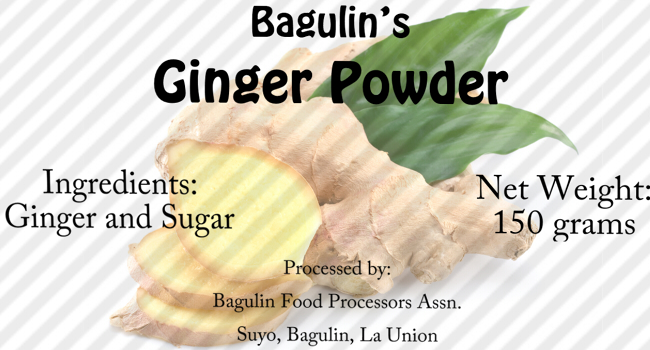 Bagulin's
Ginger Powder
Ingredients:
Ginger and Sugar
Net Weight:
150 grams
Processed by:
Bagulin Food Processors Assn.
Suyo, Bagulin, La Union